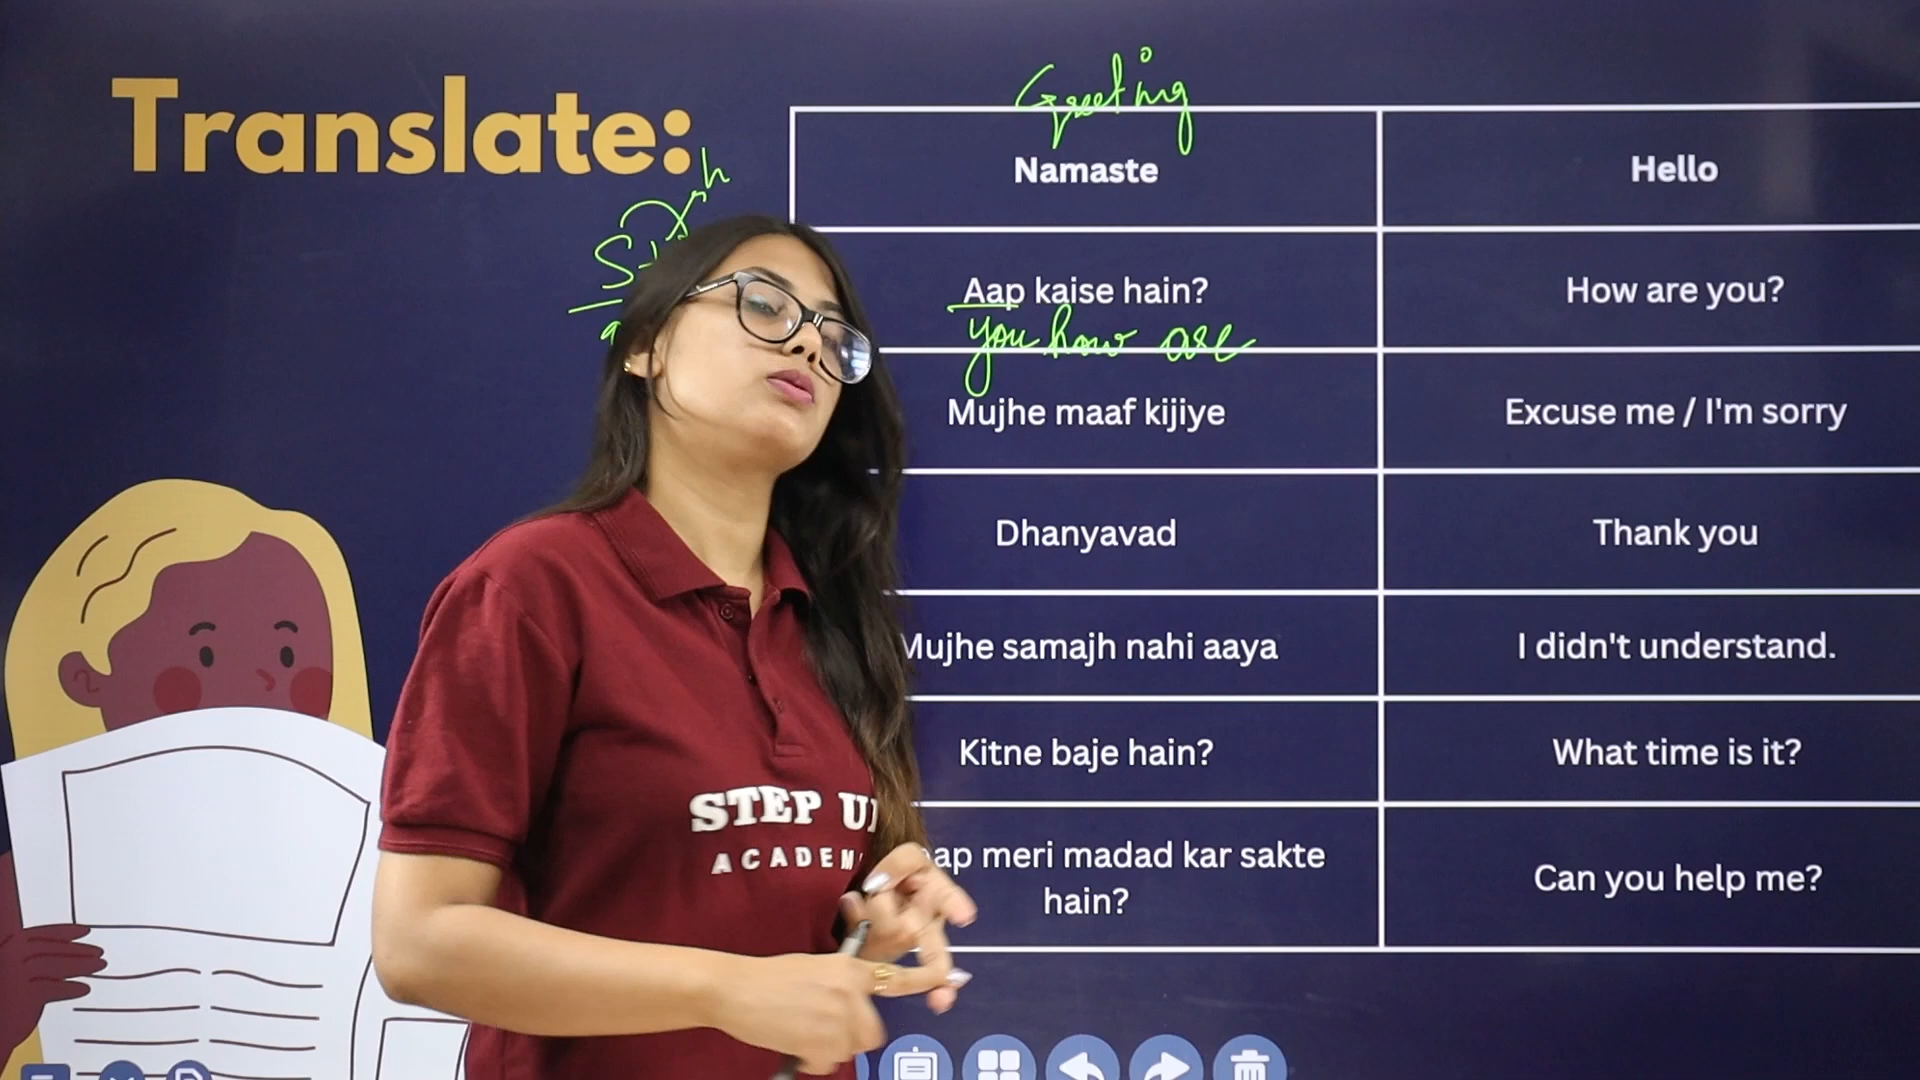 Translate:
Greeting
Namaste
Hello
Aap kaise hain?
How are you?
you how are
Mujhe maaf kijiye
Excuse me / I'm sorry
Dhanyavad
Thank you
Mujhe samajh nahi aaya
I didn't understand.
Kitne baje hain?
What time is it?
meri madad kar sakte
hain?
Can you help me?
STEP